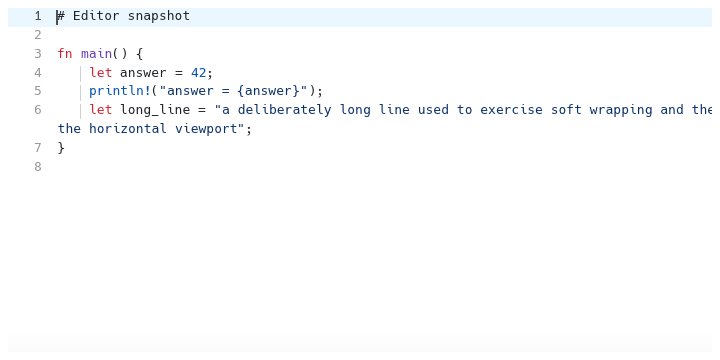 1 # Editor snapshot
2
3 fn main() {
4 let answer = 42;
5 println!("answer = {answer}");
6 let long_line = "a deliberately long line used to exercise soft wrapping and the
the horizontal viewport";
7 }
8